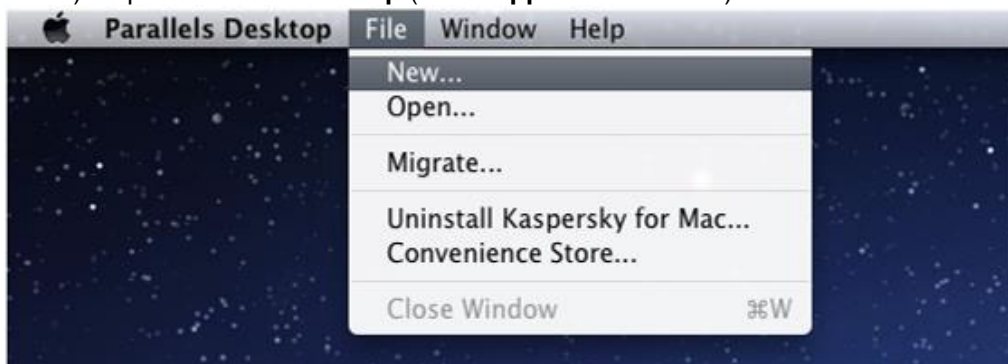 Parallels Desktop File Window Help
New...
Open...
Migrate...
Uninstall Kaspersky for Mac...
Convenience Store...
Close Window ⌘W